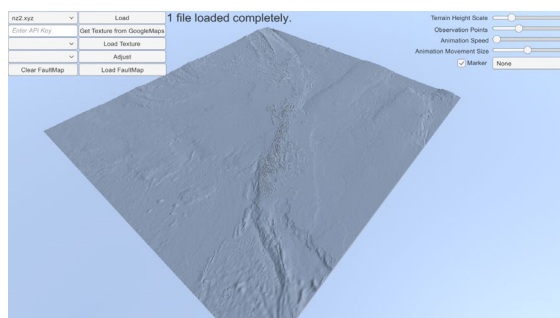 nz2.xyz
Load
1 file loaded completely.
Enter API Key
Get Texture from GoogleMaps
Load Texture
Adjust
Clear FaultMap
Load FaultMap
Terrain Height Scale
Observation Points
Animation Speed
Animation Movement Size
Marker
None